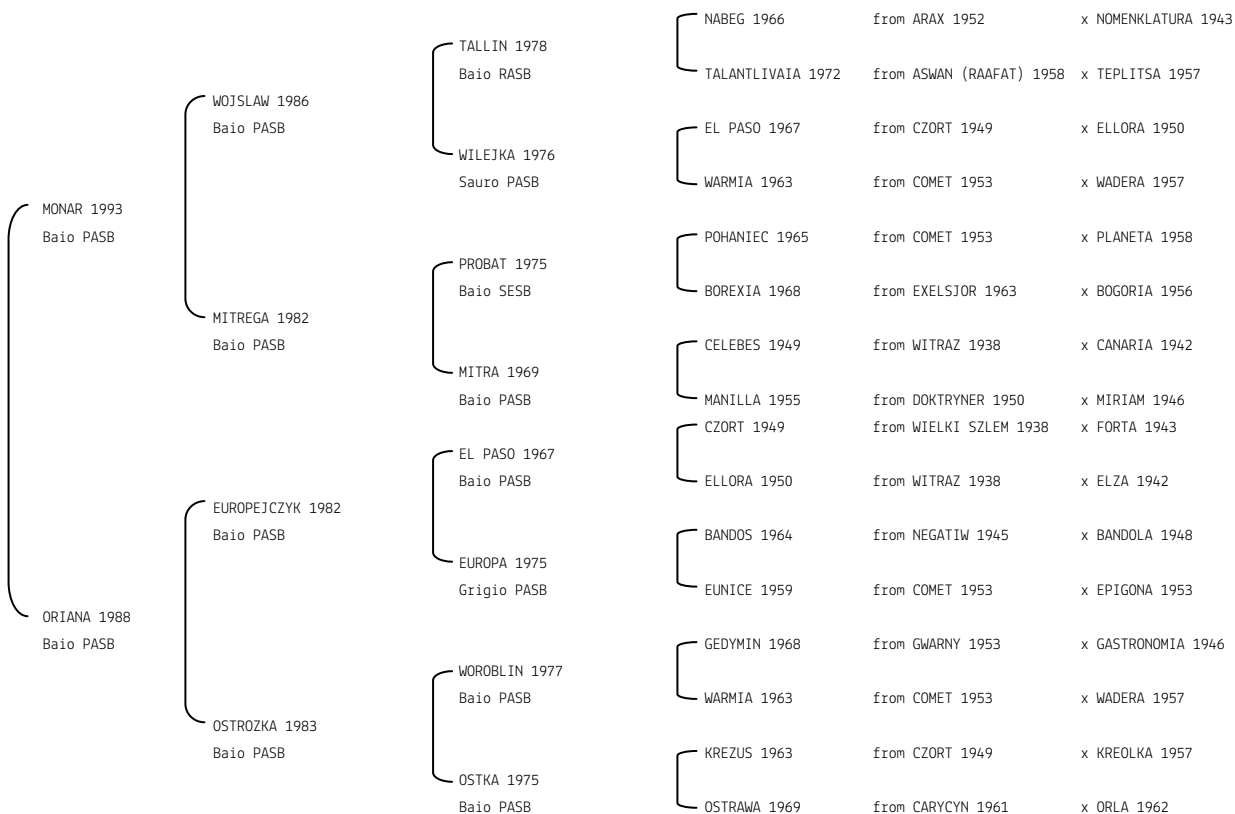 NABEG 1966 from ARAX 1952 x NOMENKLATURA 1943
TALLIN 1978
Baio RASB TALANTLIVAIA 1972 from ASWAN (RAAFAT) 1958 x TEPLITSA 1957
WOJSLAW 1986
Baio PASB EL PASO 1967 from CZORT 1949 x ELLORA 1950
WILEJKA 1976
Sauro PASB WARMIA 1963 from COMET 1953 x WADERA 1957
MONAR 1993
Baio PASB POHANIEC 1965 from COMET 1953 x PLANETA 1958
PROBAT 1975
Baio SESB BOREXIA 1968 from EXELSJOR 1963 x BOGORIA 1956
MITREGA 1982
Baio PASB CELEBES 1949 from WITRAZ 1938 x CANARIA 1942
MITRA 1969
Baio PASB MANILLA 1955 from DOKTRYNER 1950 x MIRIAM 1946
CZORT 1949 from WIELKI SZLEM 1938 x FORTA 1943
EL PASO 1967
Baio PASB ELLORA 1950 from WITRAZ 1938 x ELZA 1942
EUROPEJCZYK 1982
Baio PASB BANDOS 1964 from NEGATIW 1945 x BANDOLA 1948
EUROPA 1975
Grigio PASB EUNICE 1959 from COMET 1953 x EPIGONA 1953
ORIANA 1988
Baio PASB GEDYMIN 1968 from GWARNY 1953 x GASTRONOMIA 1946
WOROBLIN 1977
Baio PASB WARMIA 1963 from COMET 1953 x WADERA 1957
OSTROZKA 1983
Baio PASB KREZUS 1963 from CZORT 1949 x KREOLKA 1957
OSTKA 1975
Baio PASB OSTRAWA 1969 from CARYCYN 1961 x ORLA 1962